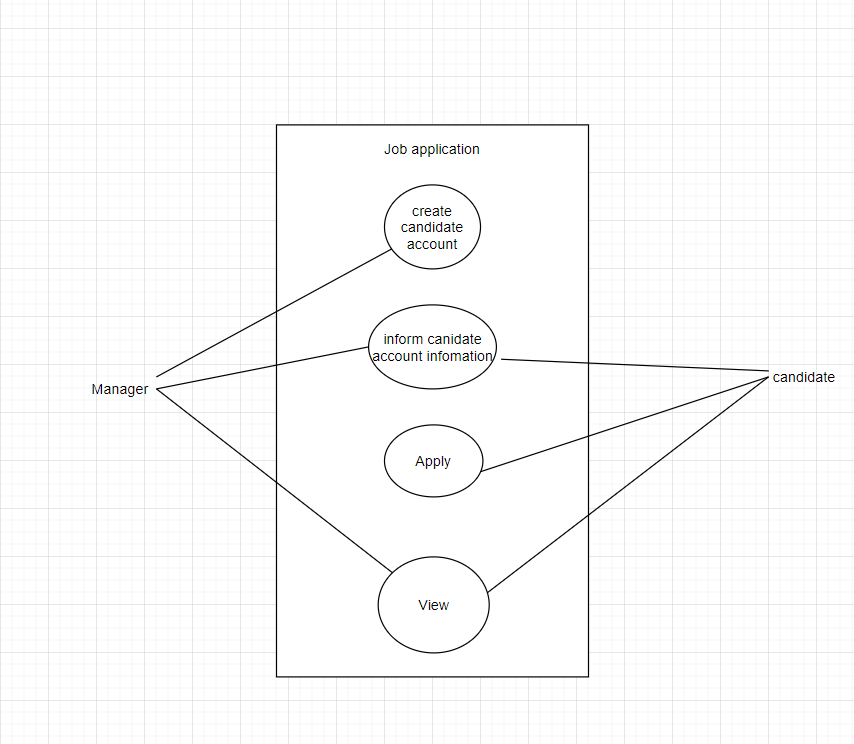 Job application
create
candidate
account
inform canidate
account infomation
Manager
candidate
Apply
View